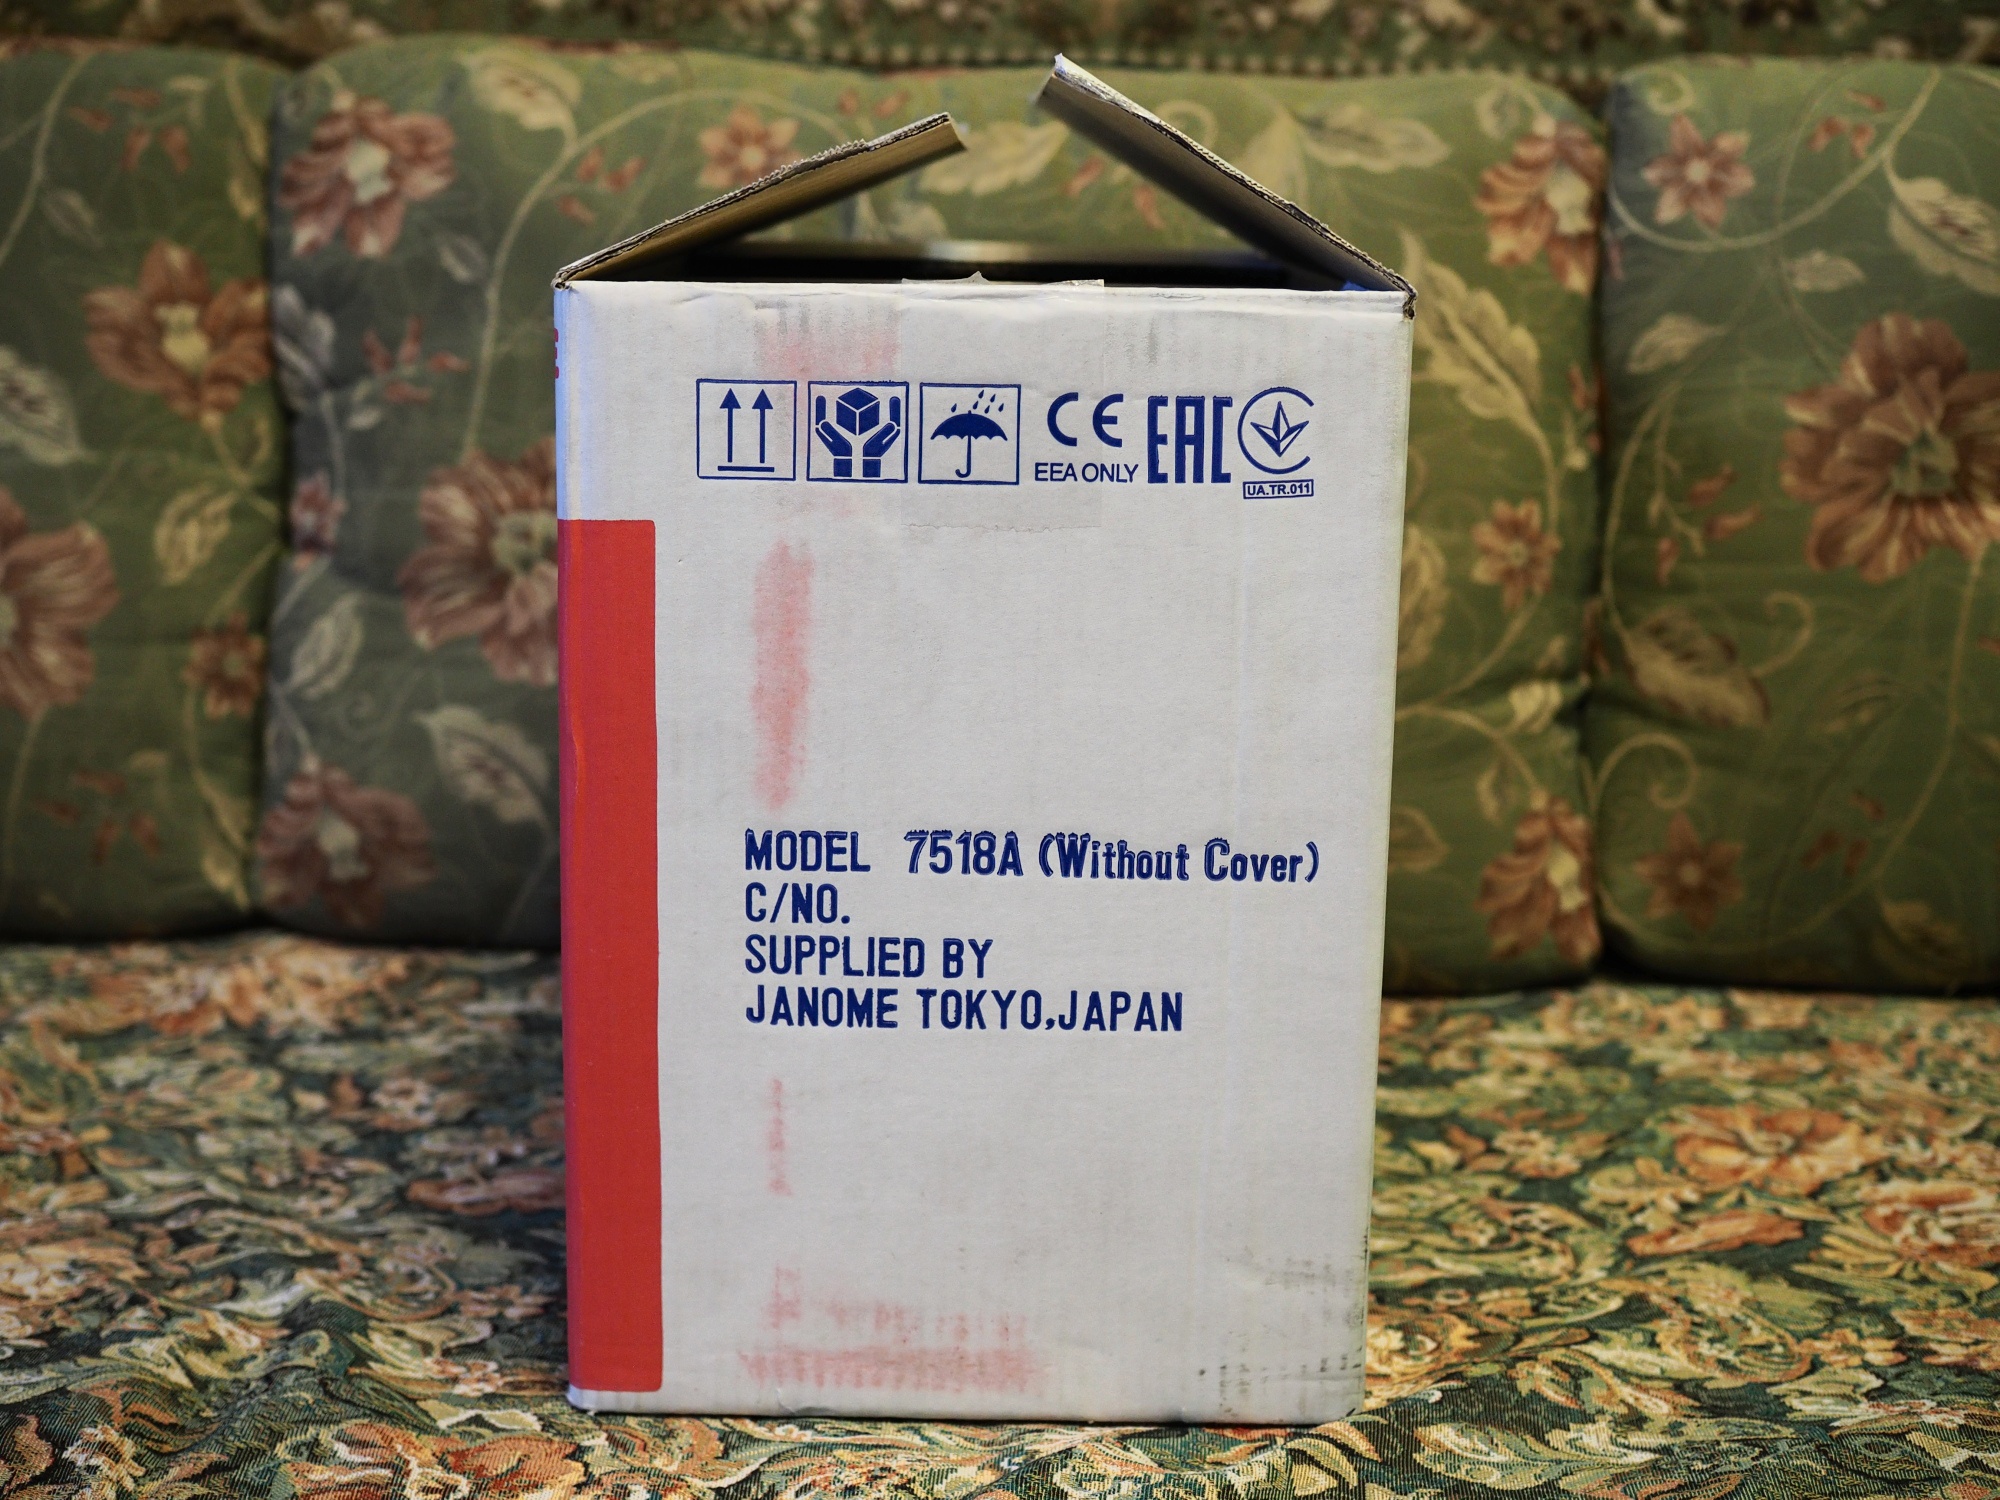 CE EAC
EEA ONLY
UA.TR.011
MODEL 7518A (Without Cover)
C/NO.
SUPPLIED BY
JANOME TOKYO,JAPAN